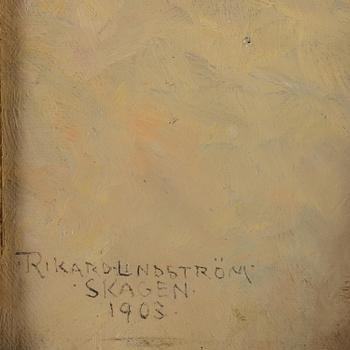 ·RIKARD·LINDSTRÖM·
·SKAGEN·
·1903·